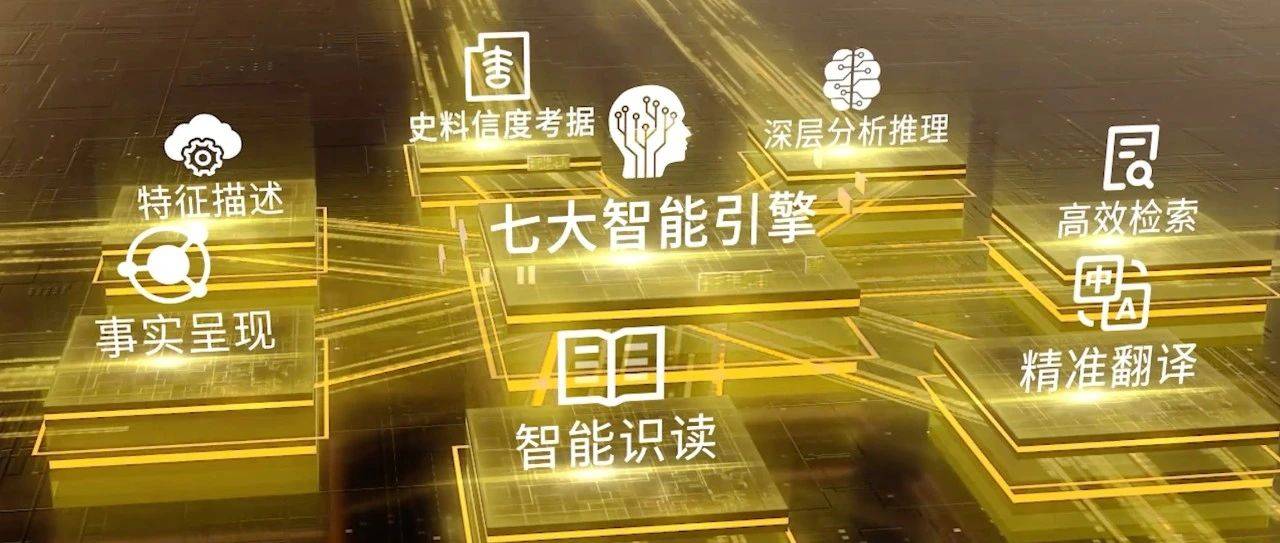 史料信度考据
深层分析推理
特征描述
七大智能引擎
高效检索
事实呈现
精准翻译
中
A
智能识读